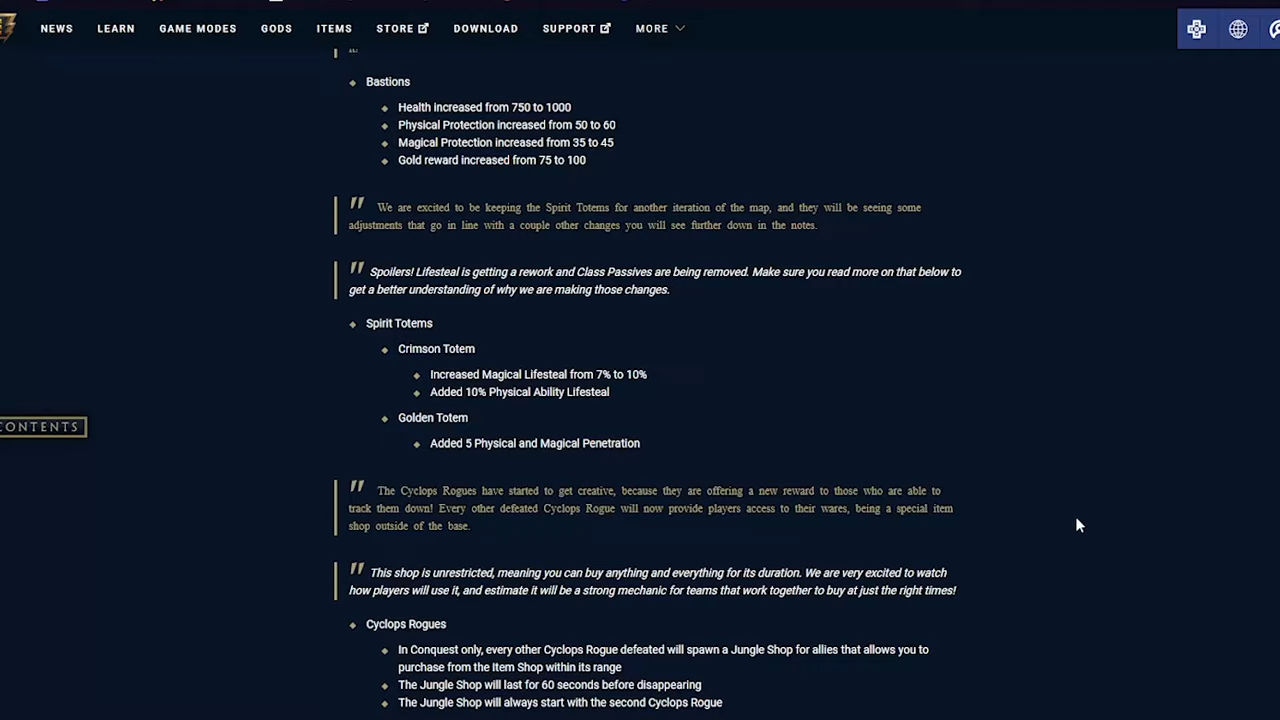 NEWS LEARN GAME MODES GODS ITEMS STORE DOWNLOAD SUPPORT MORE
Bastions
Health increased from 750 to 1000
Physical Protection increased from 50 to 60
Magical Protection increased from 35 to 45
Gold reward increased from 75 to 100
" We are excited to be keeping the Spirit Totems for another iteration of the map, and they will be seeing some
adjustments that go in line with a couple other changes you will see further down in the notes.
" Spoilers! Lifesteal is getting a rework and Class Passives are being removed. Make sure you read more on that below to
get a better understanding of why we are making those changes.
Spirit Totems
Crimson Totem
Increased Magical Lifesteal from 7% to 10%
Added 10% Physical Ability Lifesteal
Golden Totem
CONTENTS
Added 5 Physical and Magical Penetration
" The Cyclops Rogues have started to get creative, because they are offering a new reward to those who are able to
track them down! Every other defeated Cyclops Rogue will now provide players access to their wares, being a special item
shop outside of the base.
" This shop is unrestricted, meaning you can buy anything and everything for its duration. We are very excited to watch
how players will use it, and estimate it will be a strong mechanic for teams that work together to buy at just the right times!
Cyclops Rogues
In Conquest only, every other Cyclops Rogue defeated will spawn a Jungle Shop for allies that allows you to
purchase from the Item Shop within its range
The Jungle Shop will last for 60 seconds before disappearing
The Jungle Shop will always start with the second Cyclops Rogue